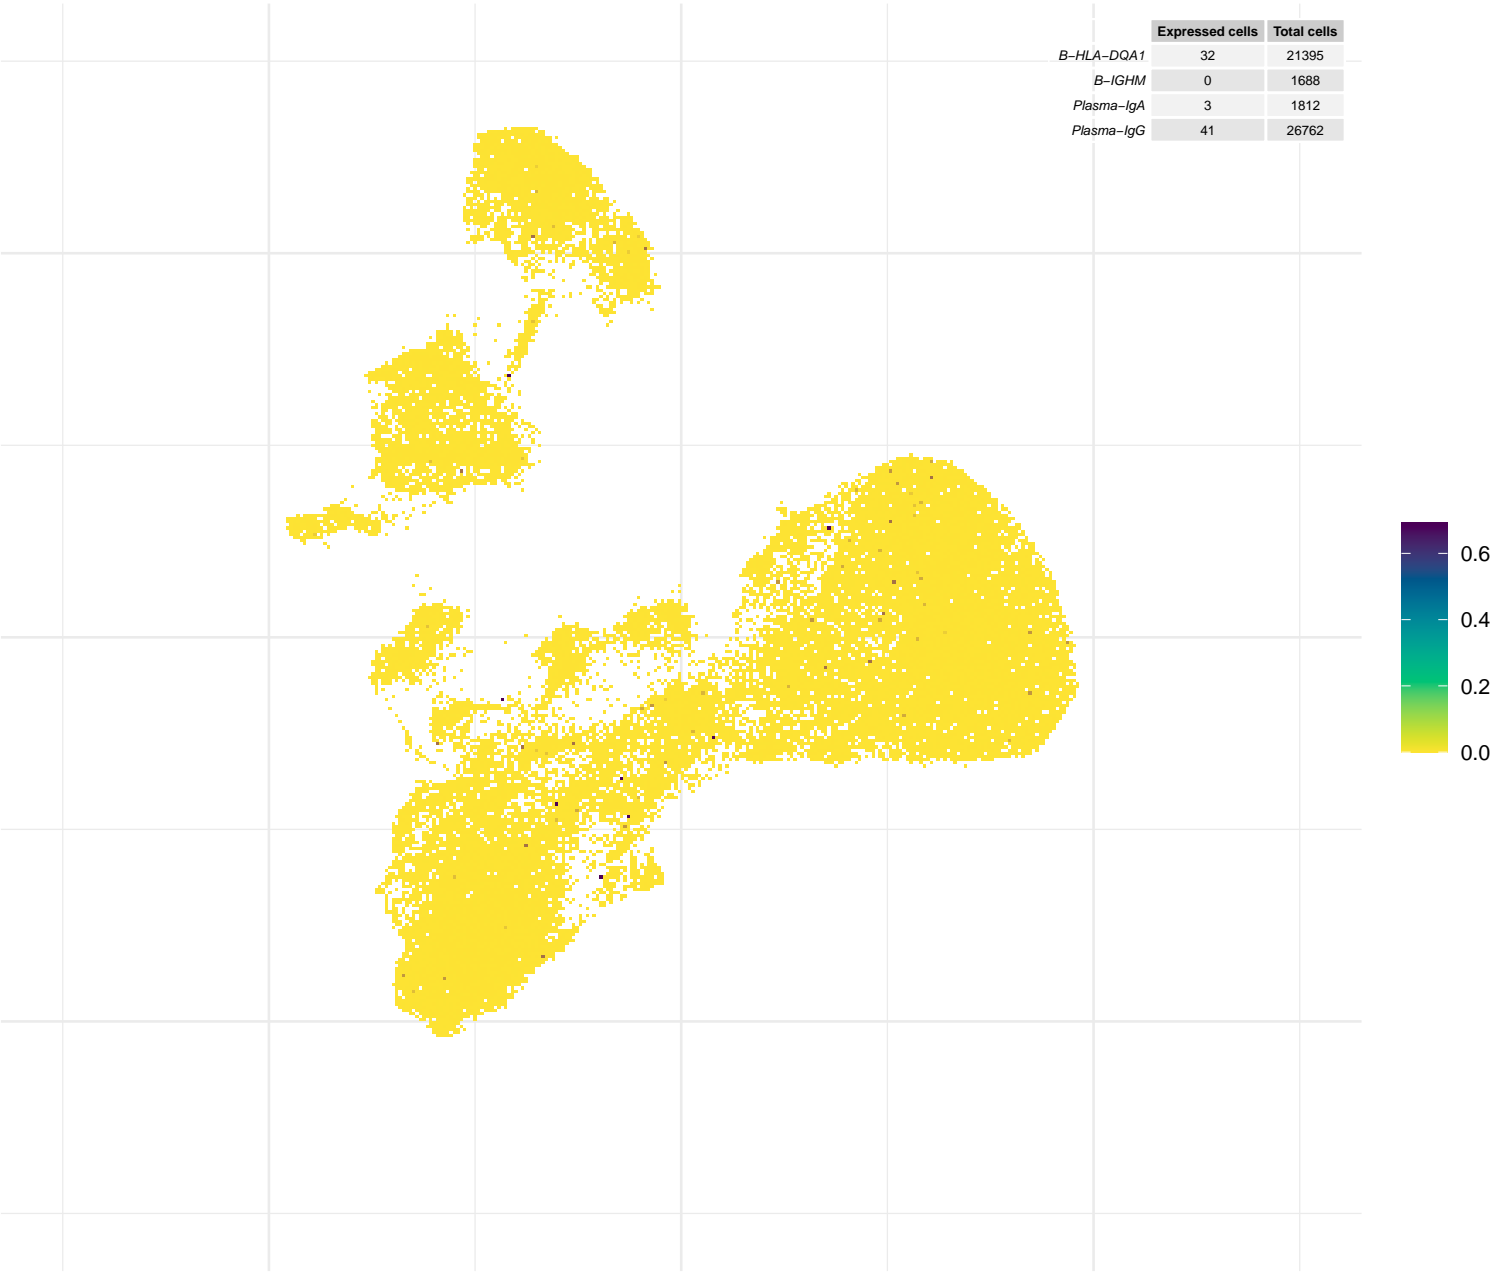 Expressed cells Total cells
B−HLA−DQA1 32 21395
B−IGHM 0 1688
Plasma−IgA 3 1812
Plasma−IgG 41 26762
0.6
0.4
0.2
0.0